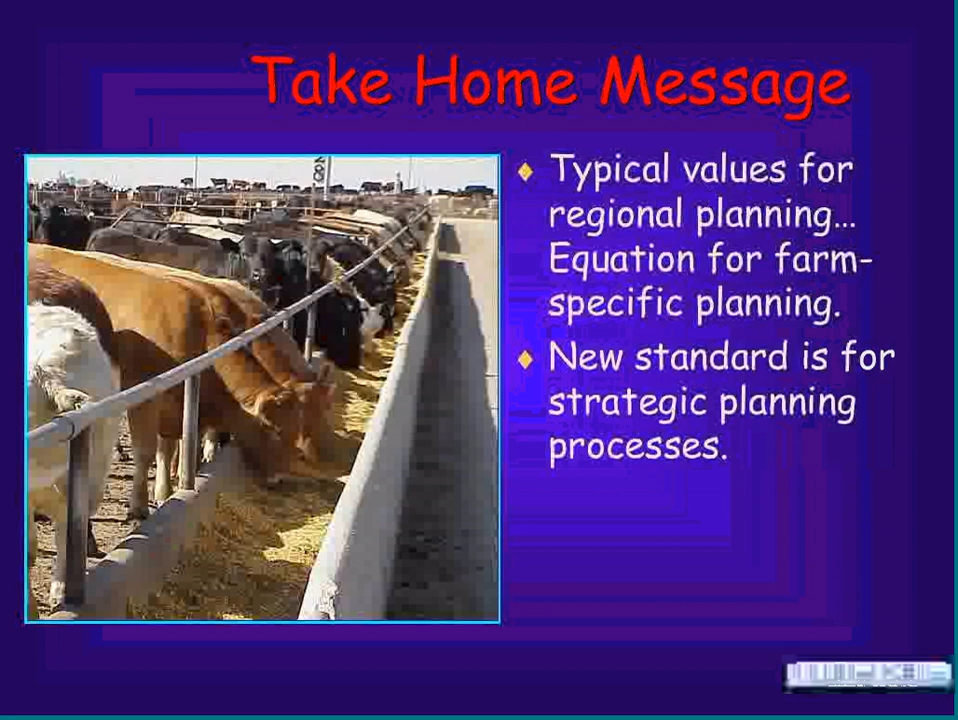 Take Home Message
Typical values for
regional planning…
Equation for farm-
specific planning.
New standard is for
strategic planning
processes.